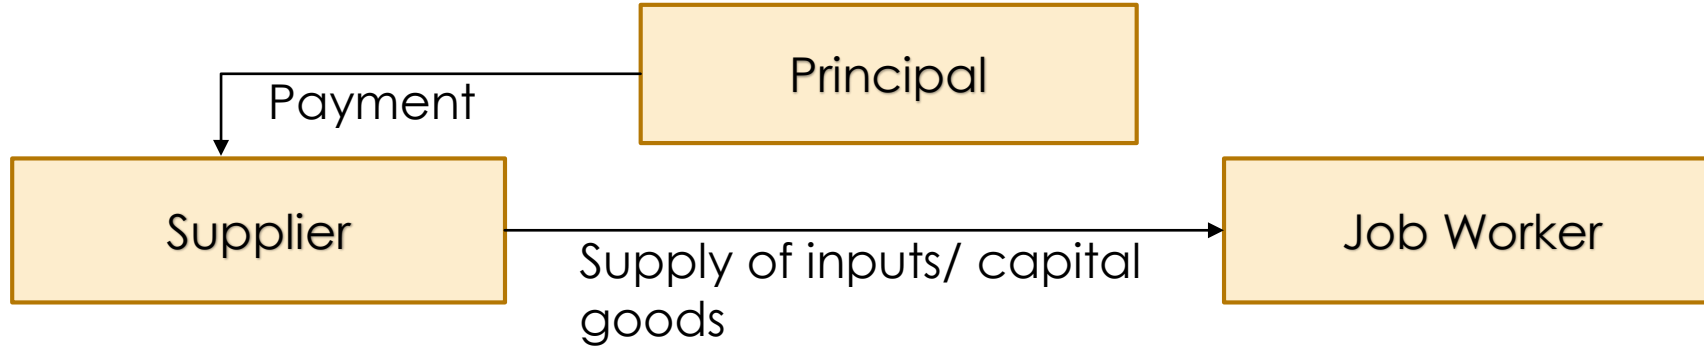 Principal
Payment
Supplier
Job Worker
Supply of inputs/ capital
goods